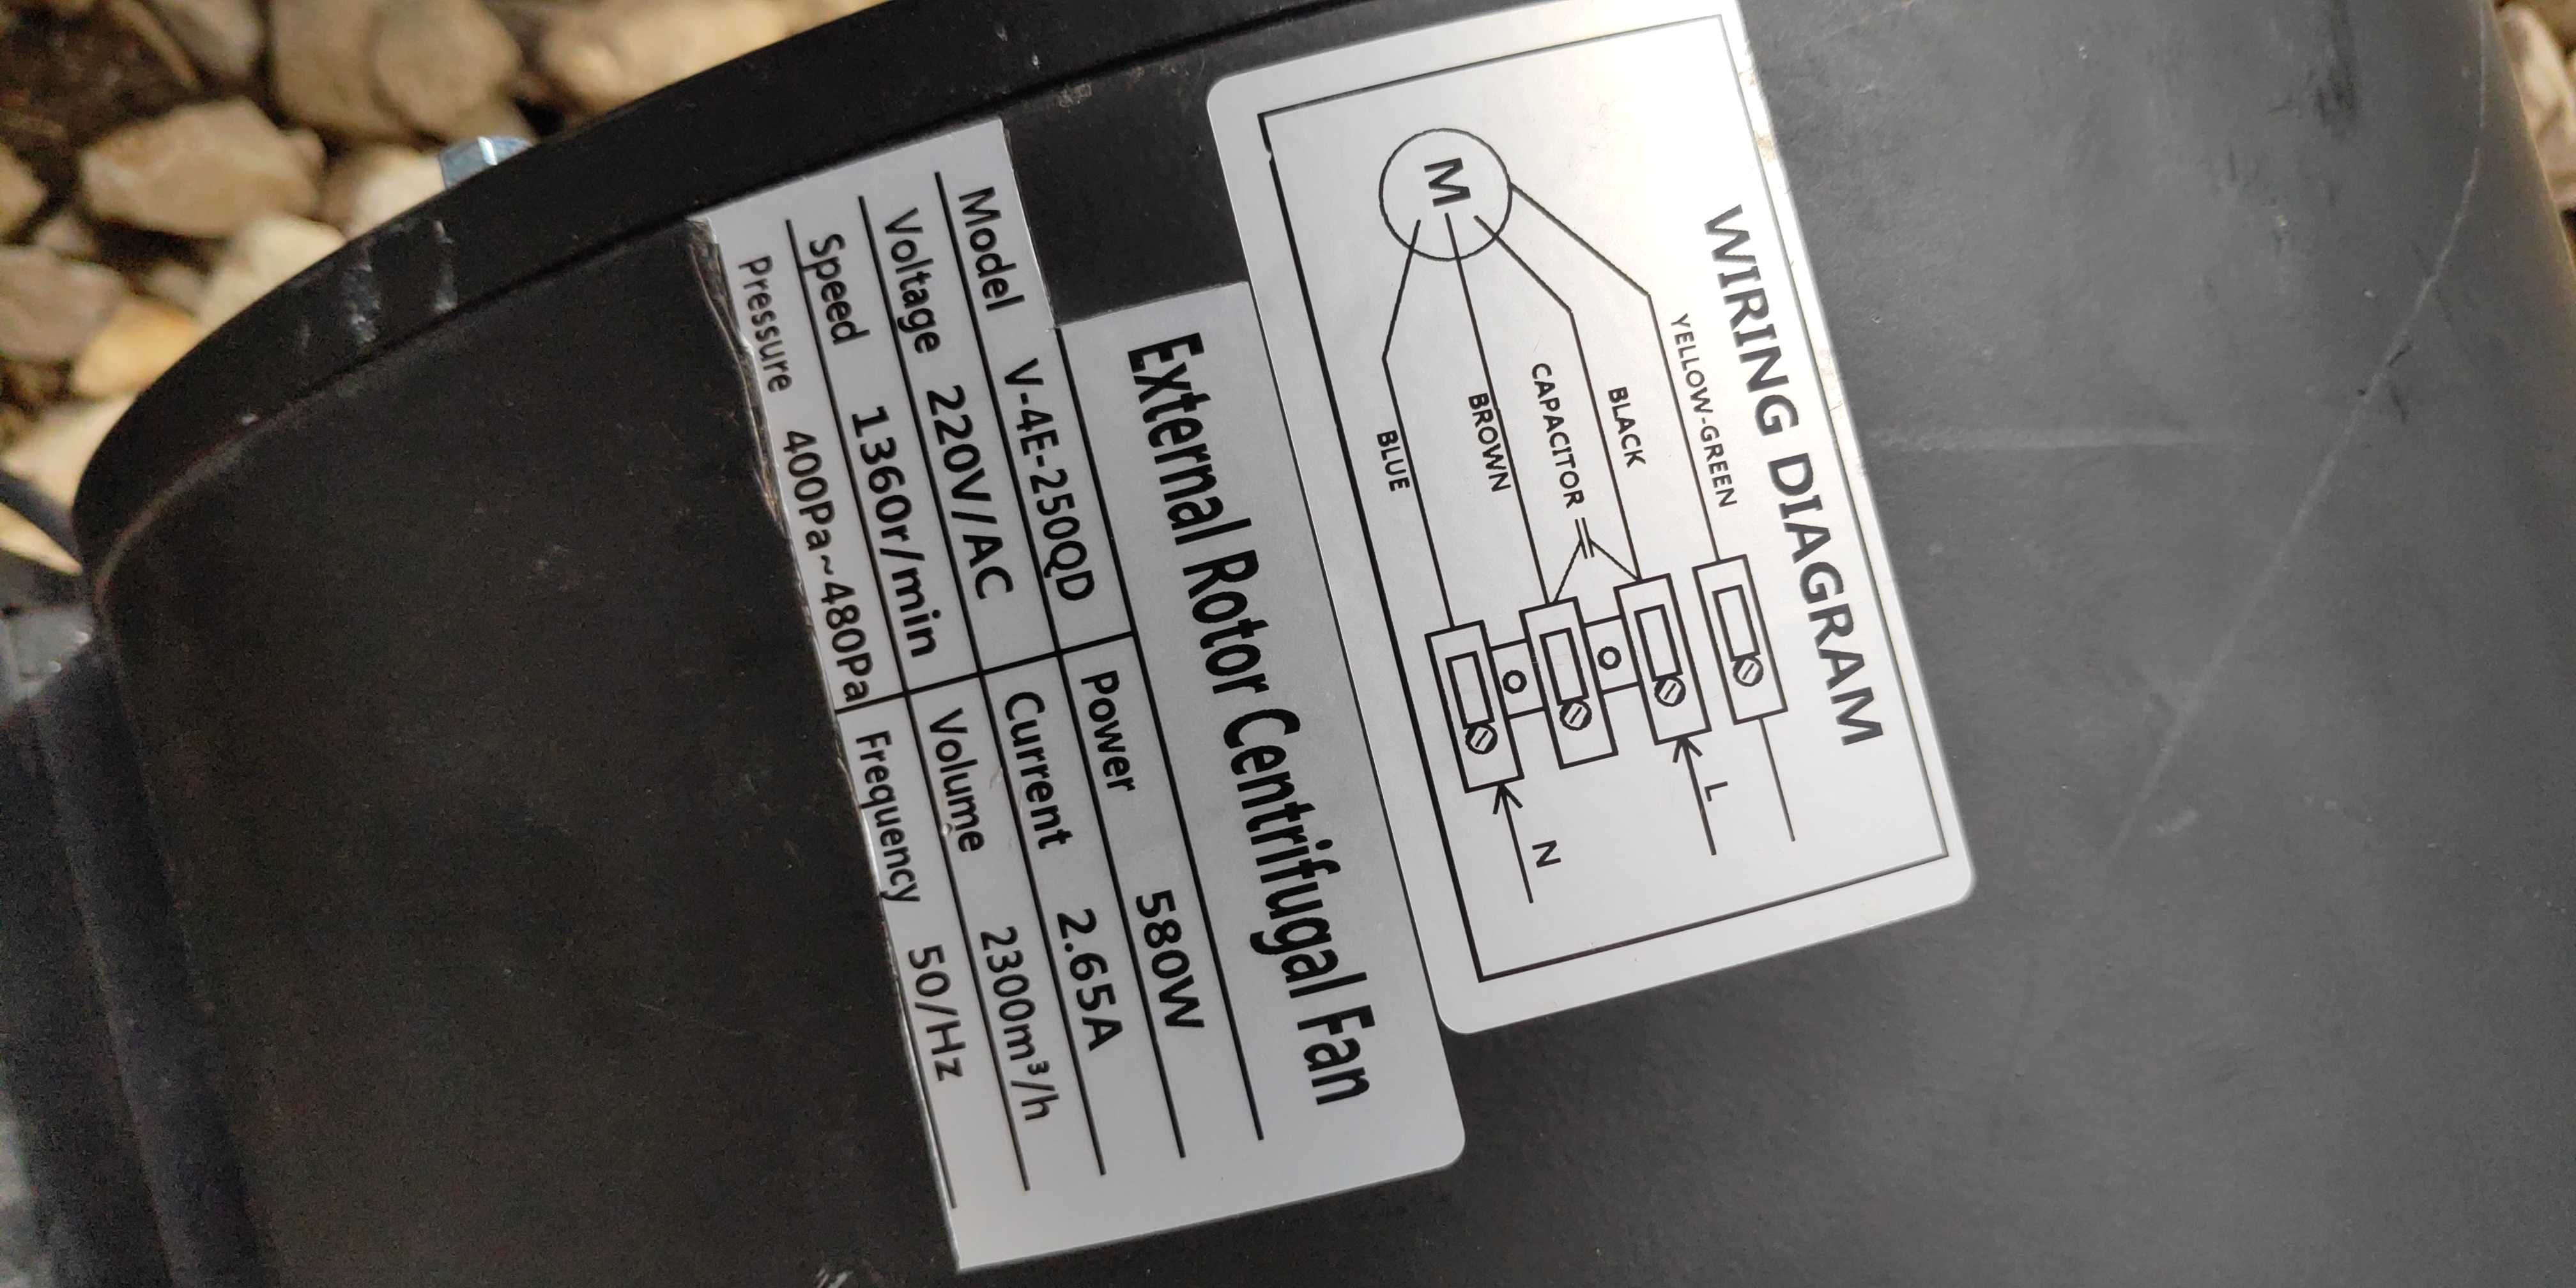 WIRING DIAGRAM
YELLOW-GREEN
BLACK
L
CAPACITOR
M
BROWN
BLUE
N
External Rotor Centrifugal Fan
Model V-4E-250QD Power 580W
Voltage 220V/AC Current 2.65A
Speed 1360r/min Volume 2300m³/h
Pressure 400Pa~480Pa Frequency 50/Hz